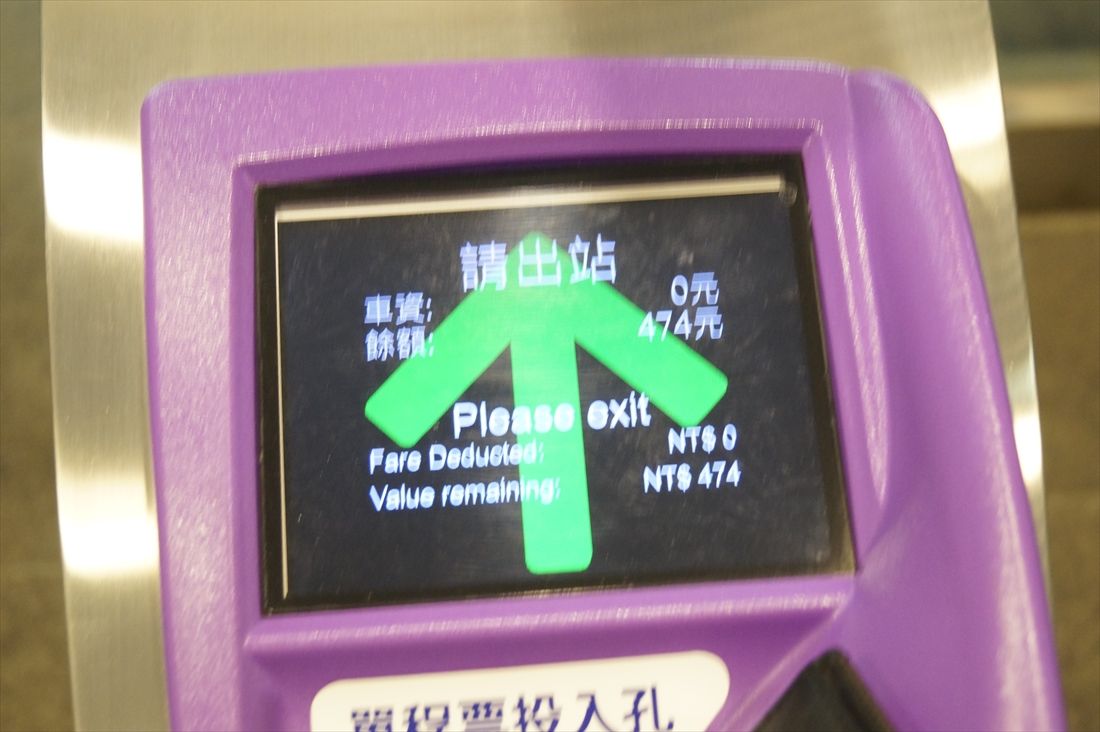 請出站
車資: 0元
餘額: 474元
Please exit
Fare Deducted: NT$ 0
Value remaining: NT$ 474
單程票投入孔